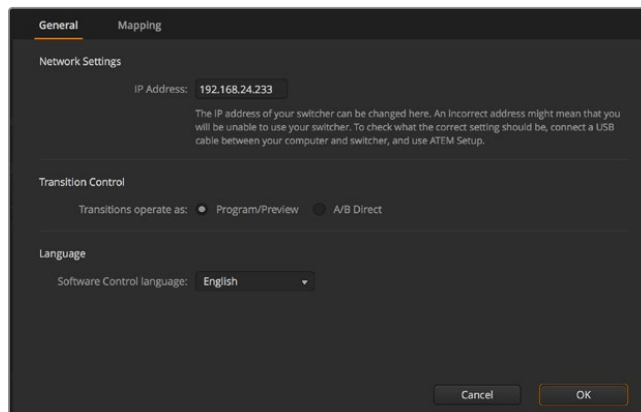 General Mapping
Network Settings
IP Address: 192.168.24.233
The IP address of your switcher can be changed here. An incorrect address might mean that you
will be unable to use your switcher. To check what the correct setting should be, connect a USB
cable between your computer and switcher, and use ATEM Setup.
Transition Control
Transitions operate as: Program/Preview A/B Direct
Language
Software Control language: English
Cancel OK